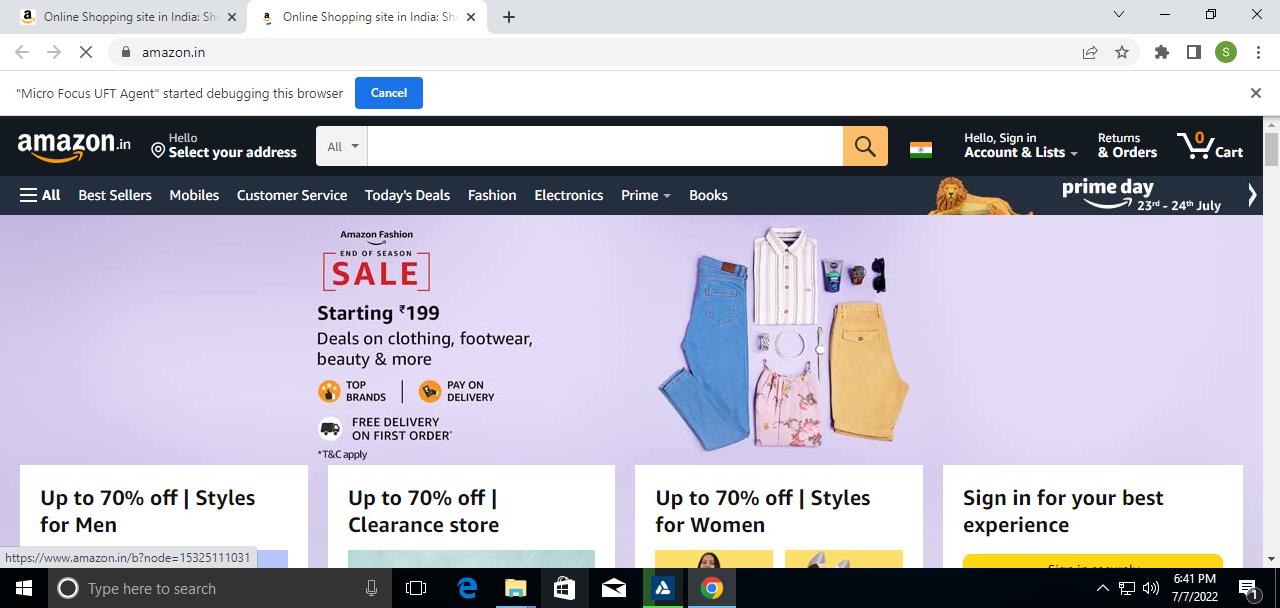 Online Shopping site in India: Sh
Online Shopping site in India: Sh
amazon.in
S
"Micro Focus UFT Agent" started debugging this browser
Cancel
amazon.in
Hello
Select your address
All
Hello, Sign in
Account & Lists
Returns
& Orders
0
Cart
All
Best Sellers
Mobiles
Customer Service
Today's Deals
Fashion
Electronics
Prime
Books
prime day
23rd - 24th July
Amazon Fashion
END OF SEASON
SALE
Starting ₹199
Deals on clothing, footwear,
beauty & more
TOP
BRANDS
PAY ON
DELIVERY
FREE DELIVERY
ON FIRST ORDER*
*T&C apply
Up to 70% off | Styles
for Men
Up to 70% off |
Clearance store
Up to 70% off | Styles
for Women
Sign in for your best
experience
Sign in securely
https://www.amazon.in/b?node=15325111031
Type here to search
6:41 PM
7/7/2022
1